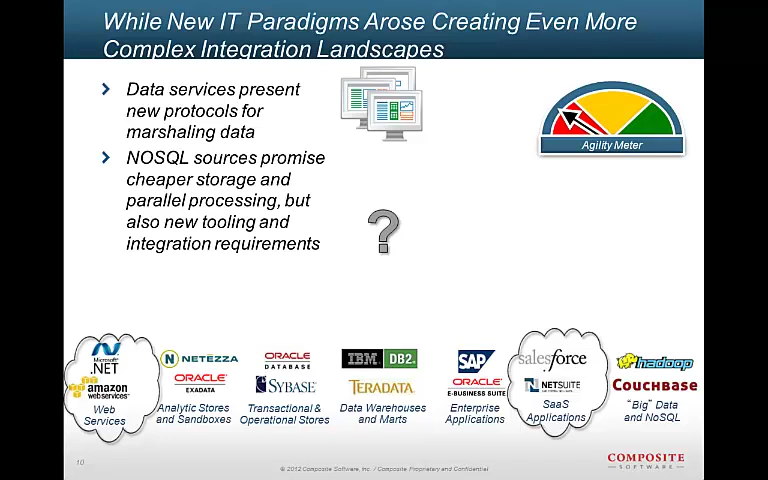 While New IT Paradigms Arose Creating Even More
Complex Integration Landscapes
Data services present
new protocols for
marshaling data
NOSQL sources promise
cheaper storage and
parallel processing, but
also new tooling and
integration requirements
?
Agility Meter
Microsoft
.NET
amazon
webservices™
Web
Services
NETEZZA
ORACLE
EXADATA
Analytic Stores
and Sandboxes
ORACLE
DATABASE
SYBASE
Transactional &
Operational Stores
IBM DB2.
TERADATA
Data Warehouses
and Marts
SAP
ORACLE
E-BUSINESS SUITE
Enterprise
Applications
salesforce
NETSUITE
SaaS
Applications
hadoop
COUCHBASE
"Big" Data
and NoSQL
10
© 2012 Composite Software, Inc. / Composite Proprietary and Confidential
COMPOSITE
SOFTWARE